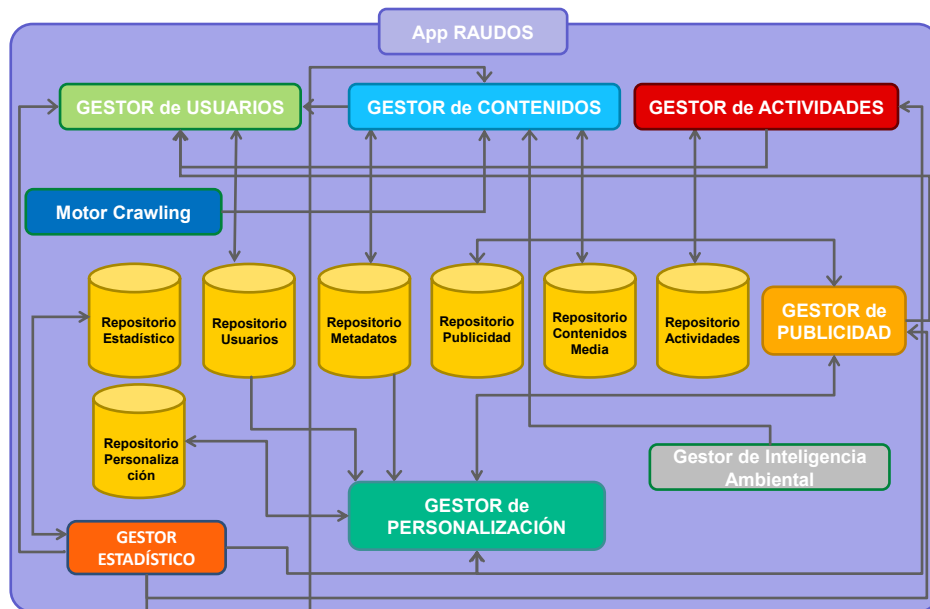 App RAUDOS
GESTOR de USUARIOS
GESTOR de CONTENIDOS
GESTOR de ACTIVIDADES
Motor Crawling
Repositorio
Estadístico
Repositorio
Usuarios
Repositorio
Metadatos
Repositorio
Publicidad
Repositorio
Contenidos
Media
Repositorio
Actividades
GESTOR de
PUBLICIDAD
Repositorio
Personaliza
ción
Gestor de Inteligencia
Ambiental
GESTOR de
PERSONALIZACIÓN
GESTOR
ESTADÍSTICO